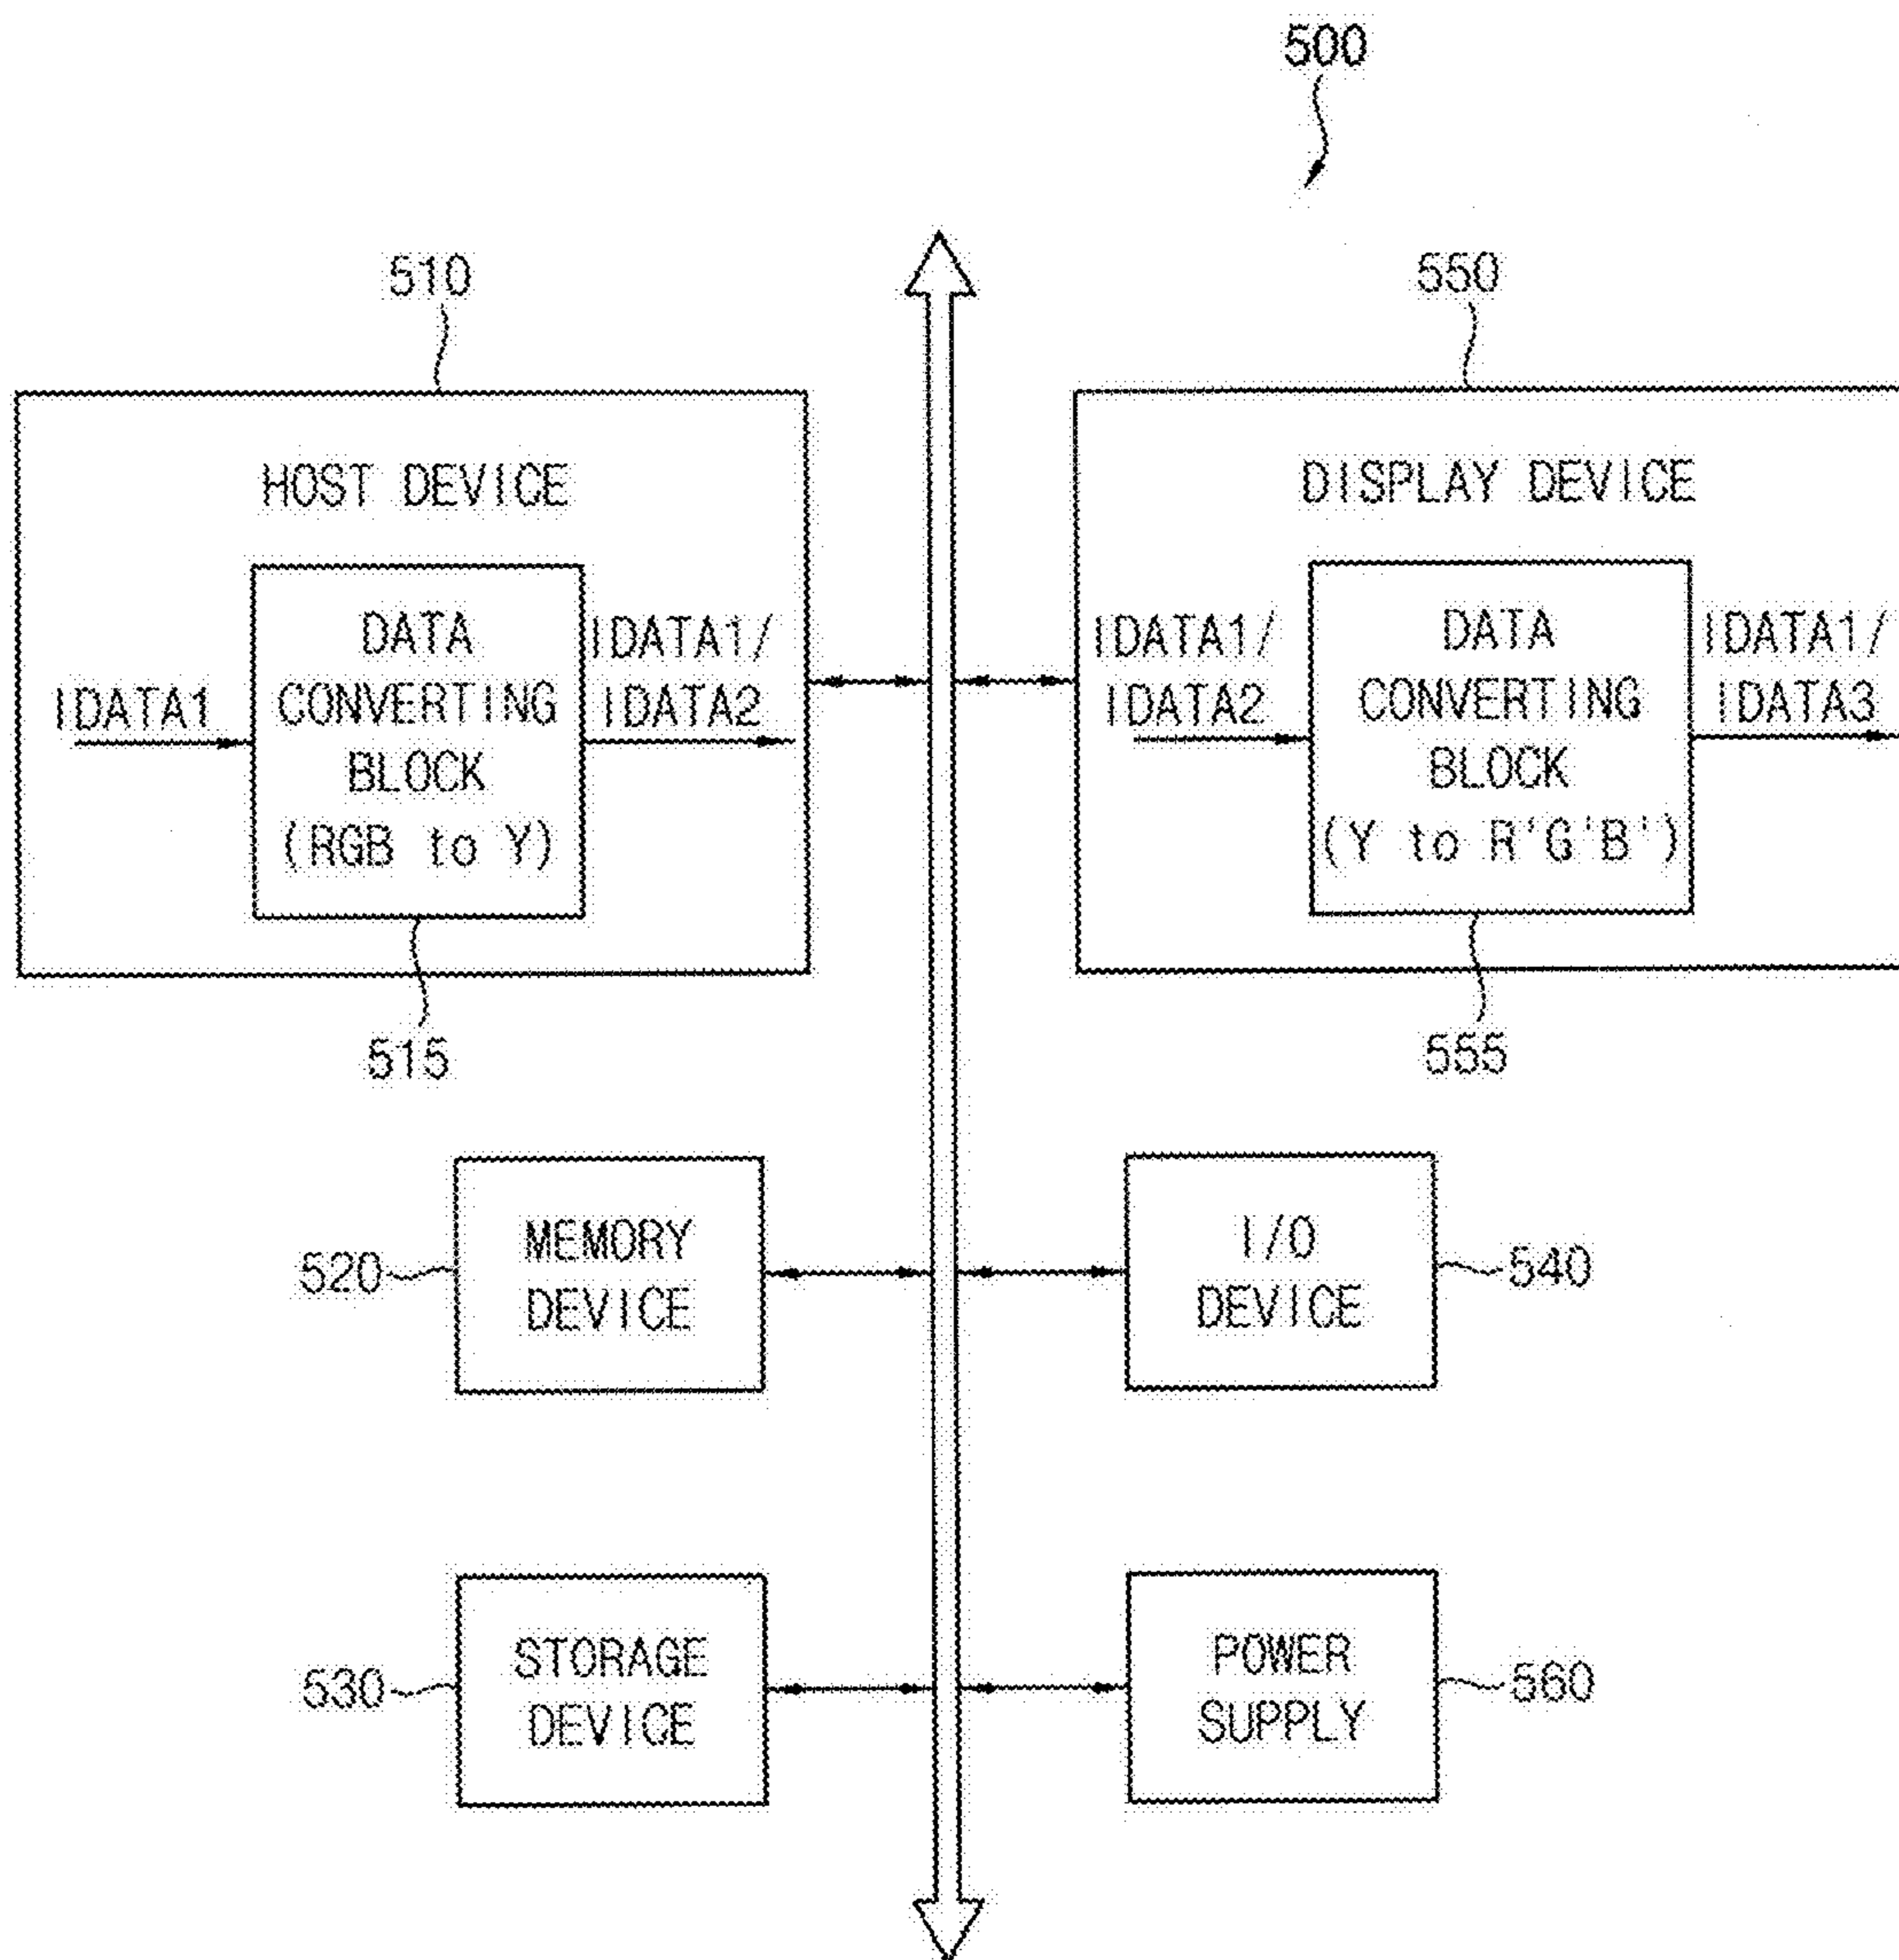 500
510
550
HOST DEVICE
DISPLAY DEVICE
IDATA1
DATA
CONVERTING
BLOCK
(RGB to Y)
IDATA1/
IDATA2
IDATA1/
IDATA2
DATA
CONVERTING
BLOCK
(Y to R'G'B')
IDATA1/
IDATA3
515
555
520
MEMORY
DEVICE
I/O
DEVICE
540
530
STORAGE
DEVICE
POWER
SUPPLY
560